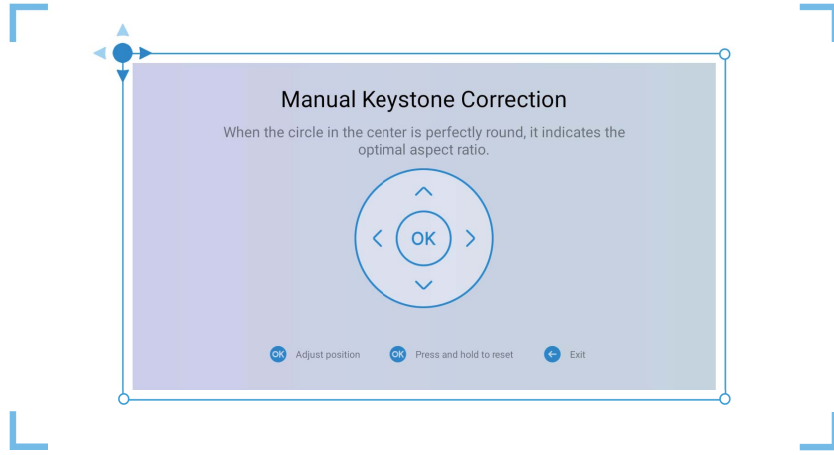 Manual Keystone Correction
When the circle in the center is perfectly round, it indicates the
optimal aspect ratio.
OK
OK Adjust position OK Press and hold to reset Exit